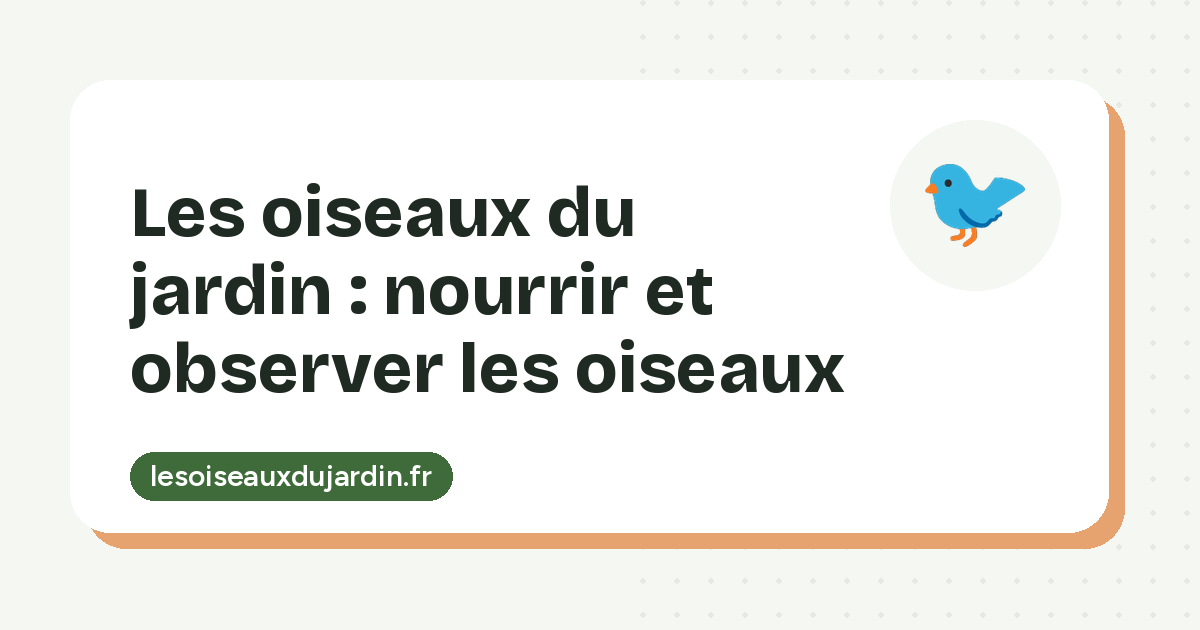 Les oiseaux du
jardin : nourrir et
observer les oiseaux
lesoiseauxdujardin.fr